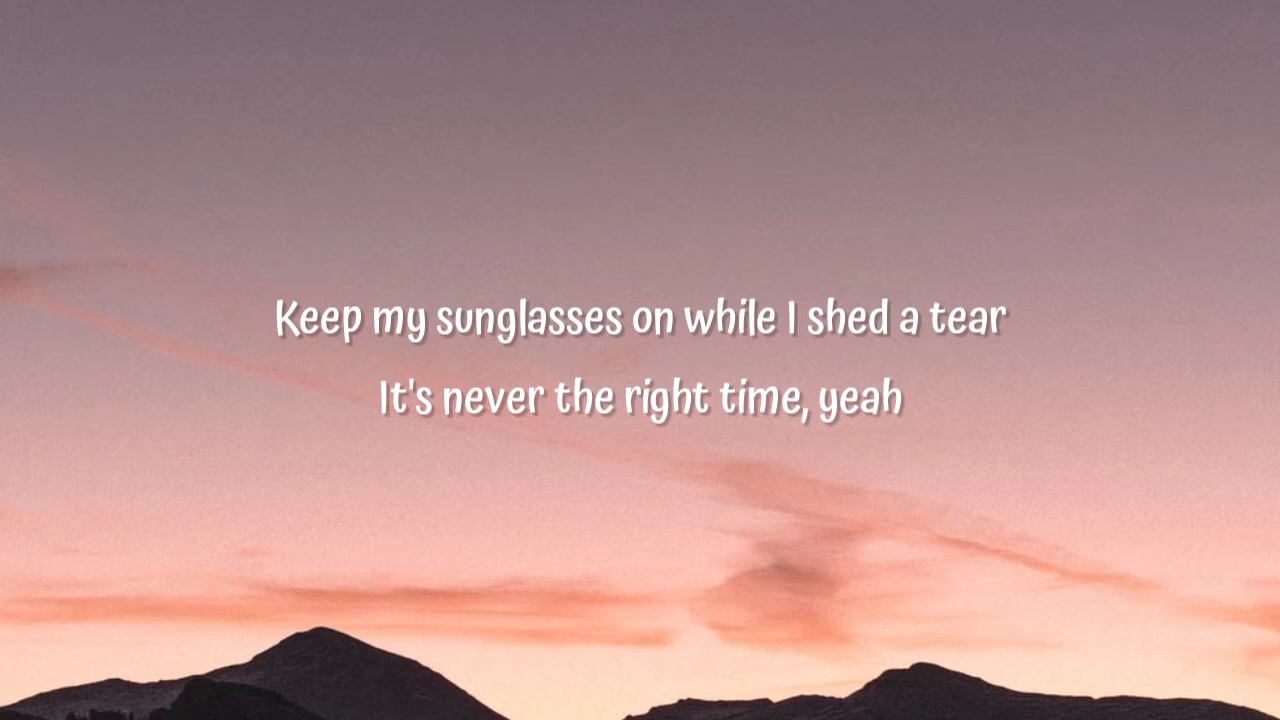 Keep my sunglasses on while I shed a tear
It's never the right time, yeah